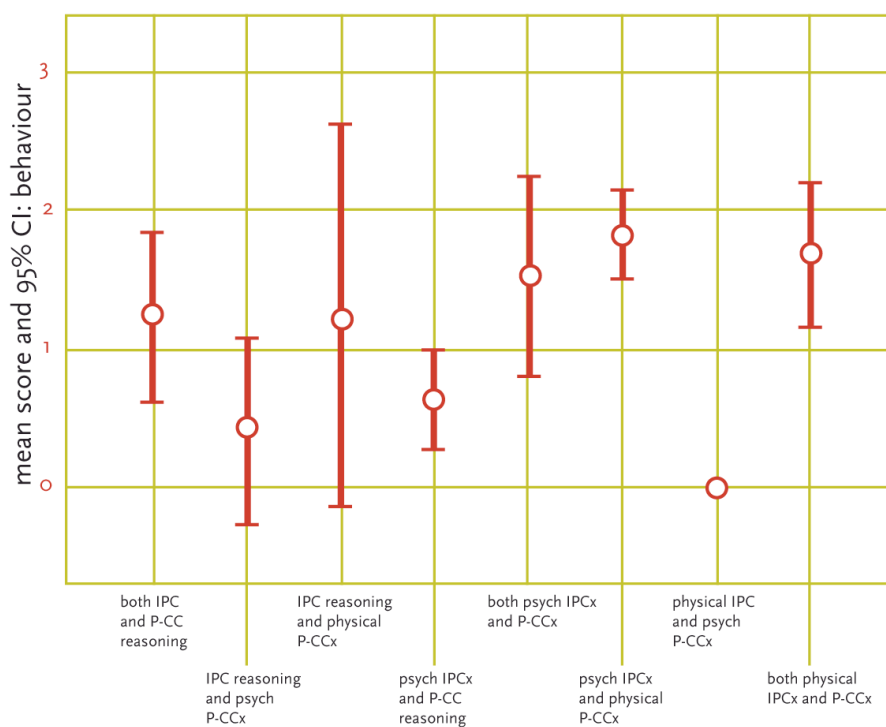 mean score and 95% CI: behaviour
3
2
1
0
both IPC
and P-CC
reasoning
IPC reasoning
and psych
P-CCx
IPC reasoning
and physical
P-CCx
psych IPCx
and P-CC
reasoning
both psych IPCx
and P-CCx
psych IPCx
and physical
P-CCx
physical IPC
and psych
P-CCx
both physical
IPCx and P-CCx